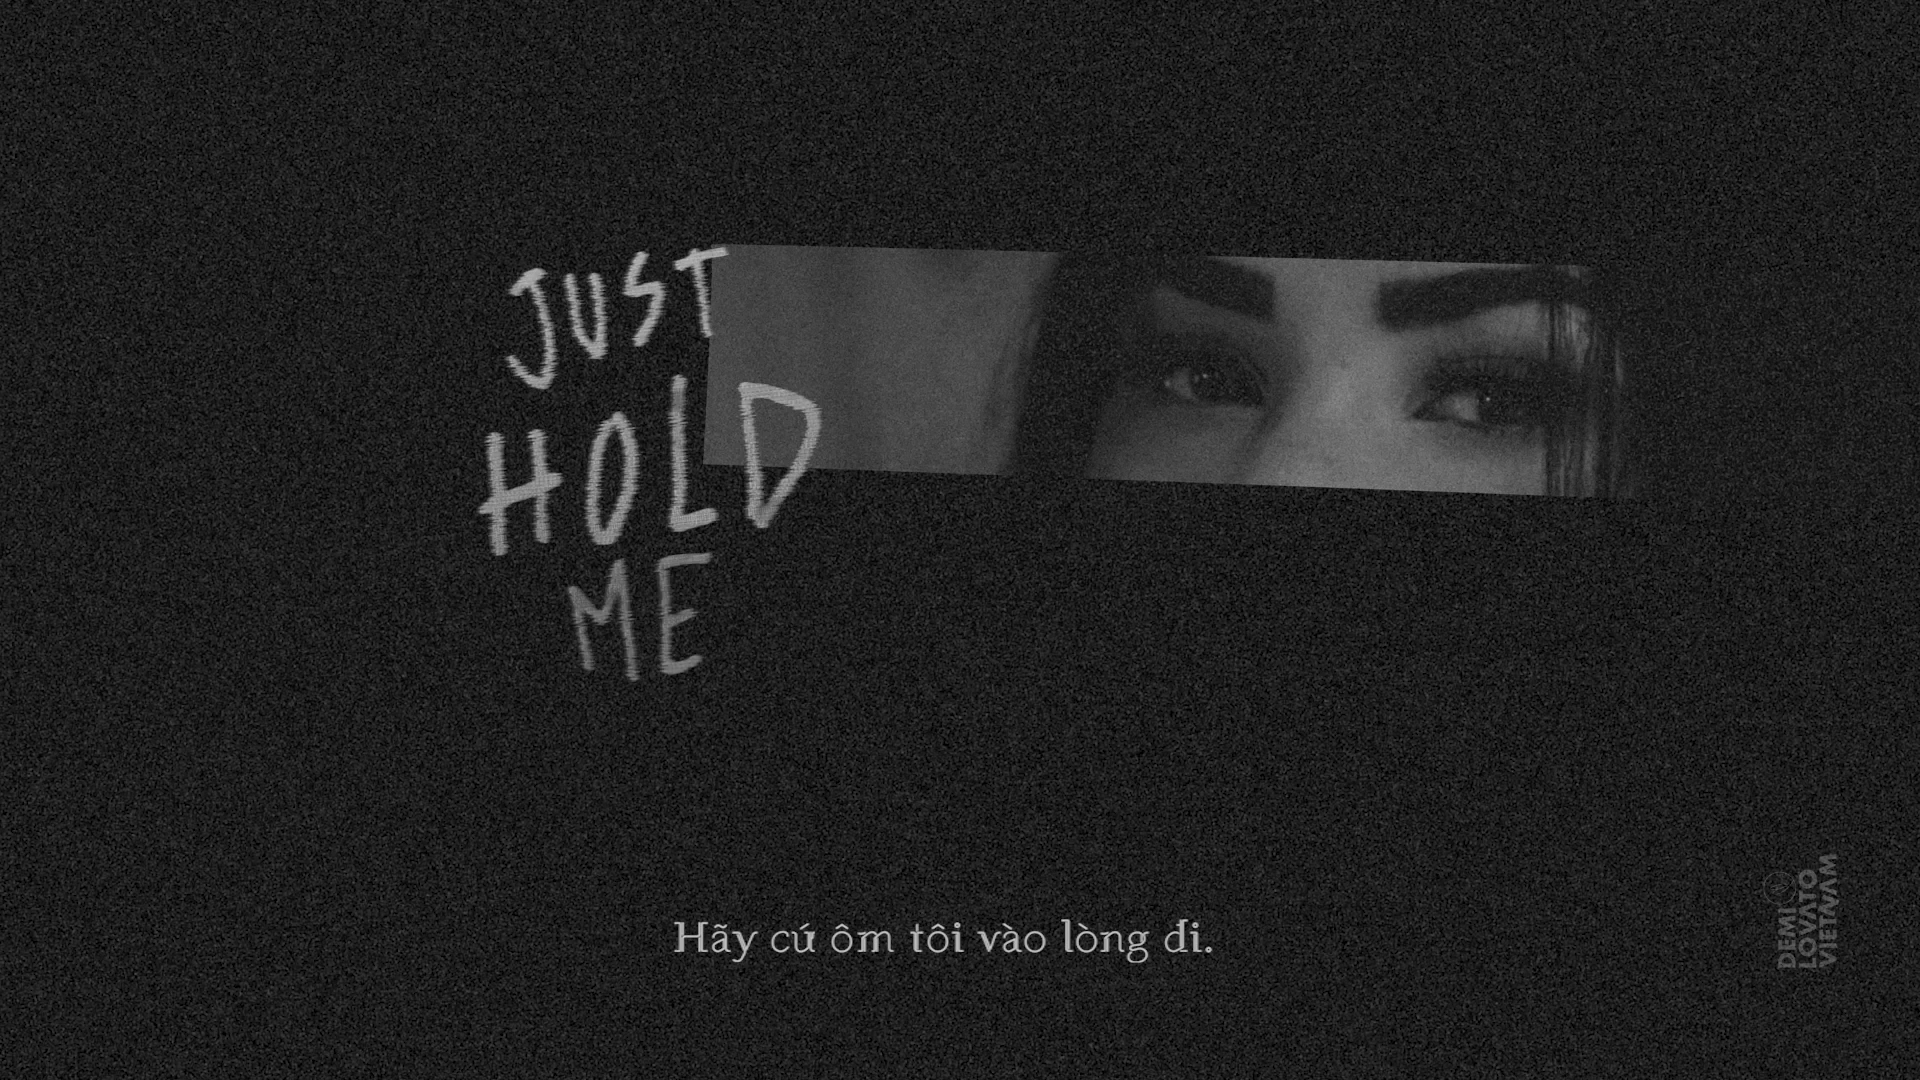 JUST
HOLD
ME
Hãy cứ ôm tôi vào lòng đi.
DEMI
LOVATO
VIETNAM